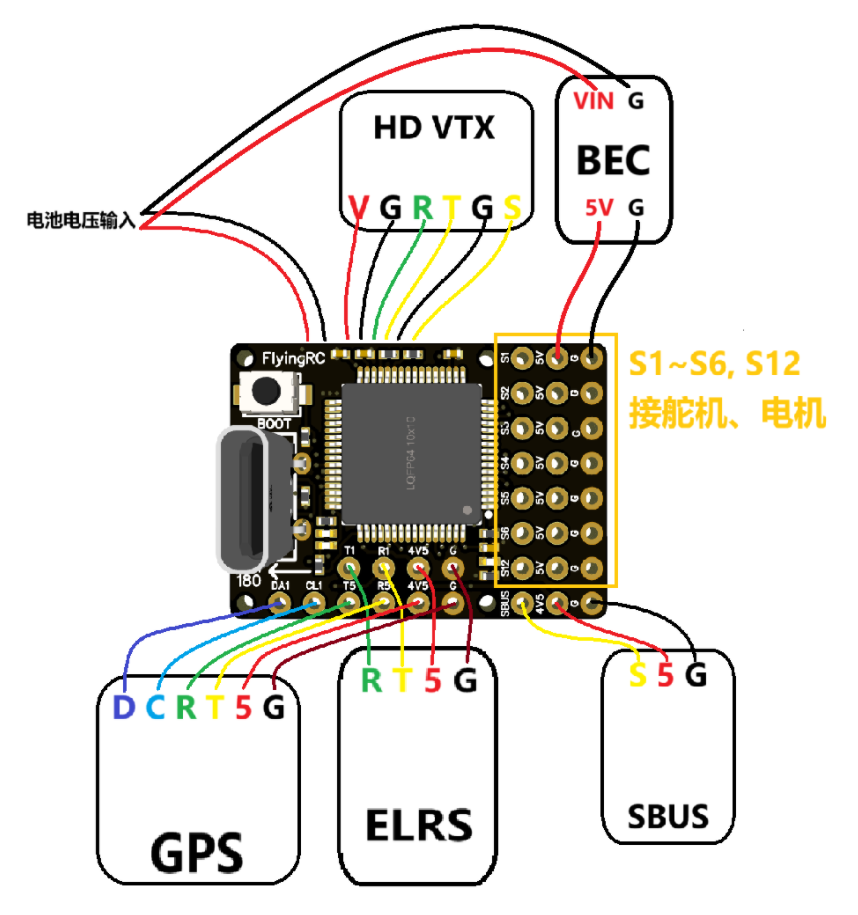 VIN G
BEC
5V G
HD VTX
V G R T G S
电池电压输入
FlyingRC
BOOT
180
LQFP64 10x10
S1 5V G
S2 5V G
S3 5V G
S4 5V G
S5 5V G
S6 5V G
S12 5V G
SBUS 4V5 G
S1~S6, S12
接舵机、电机
T1 R1 4V5 G
DA1 CL1 T5 R5 4V5 G
D C R T 5 G
GPS
R T 5 G
ELRS
S 5 G
SBUS